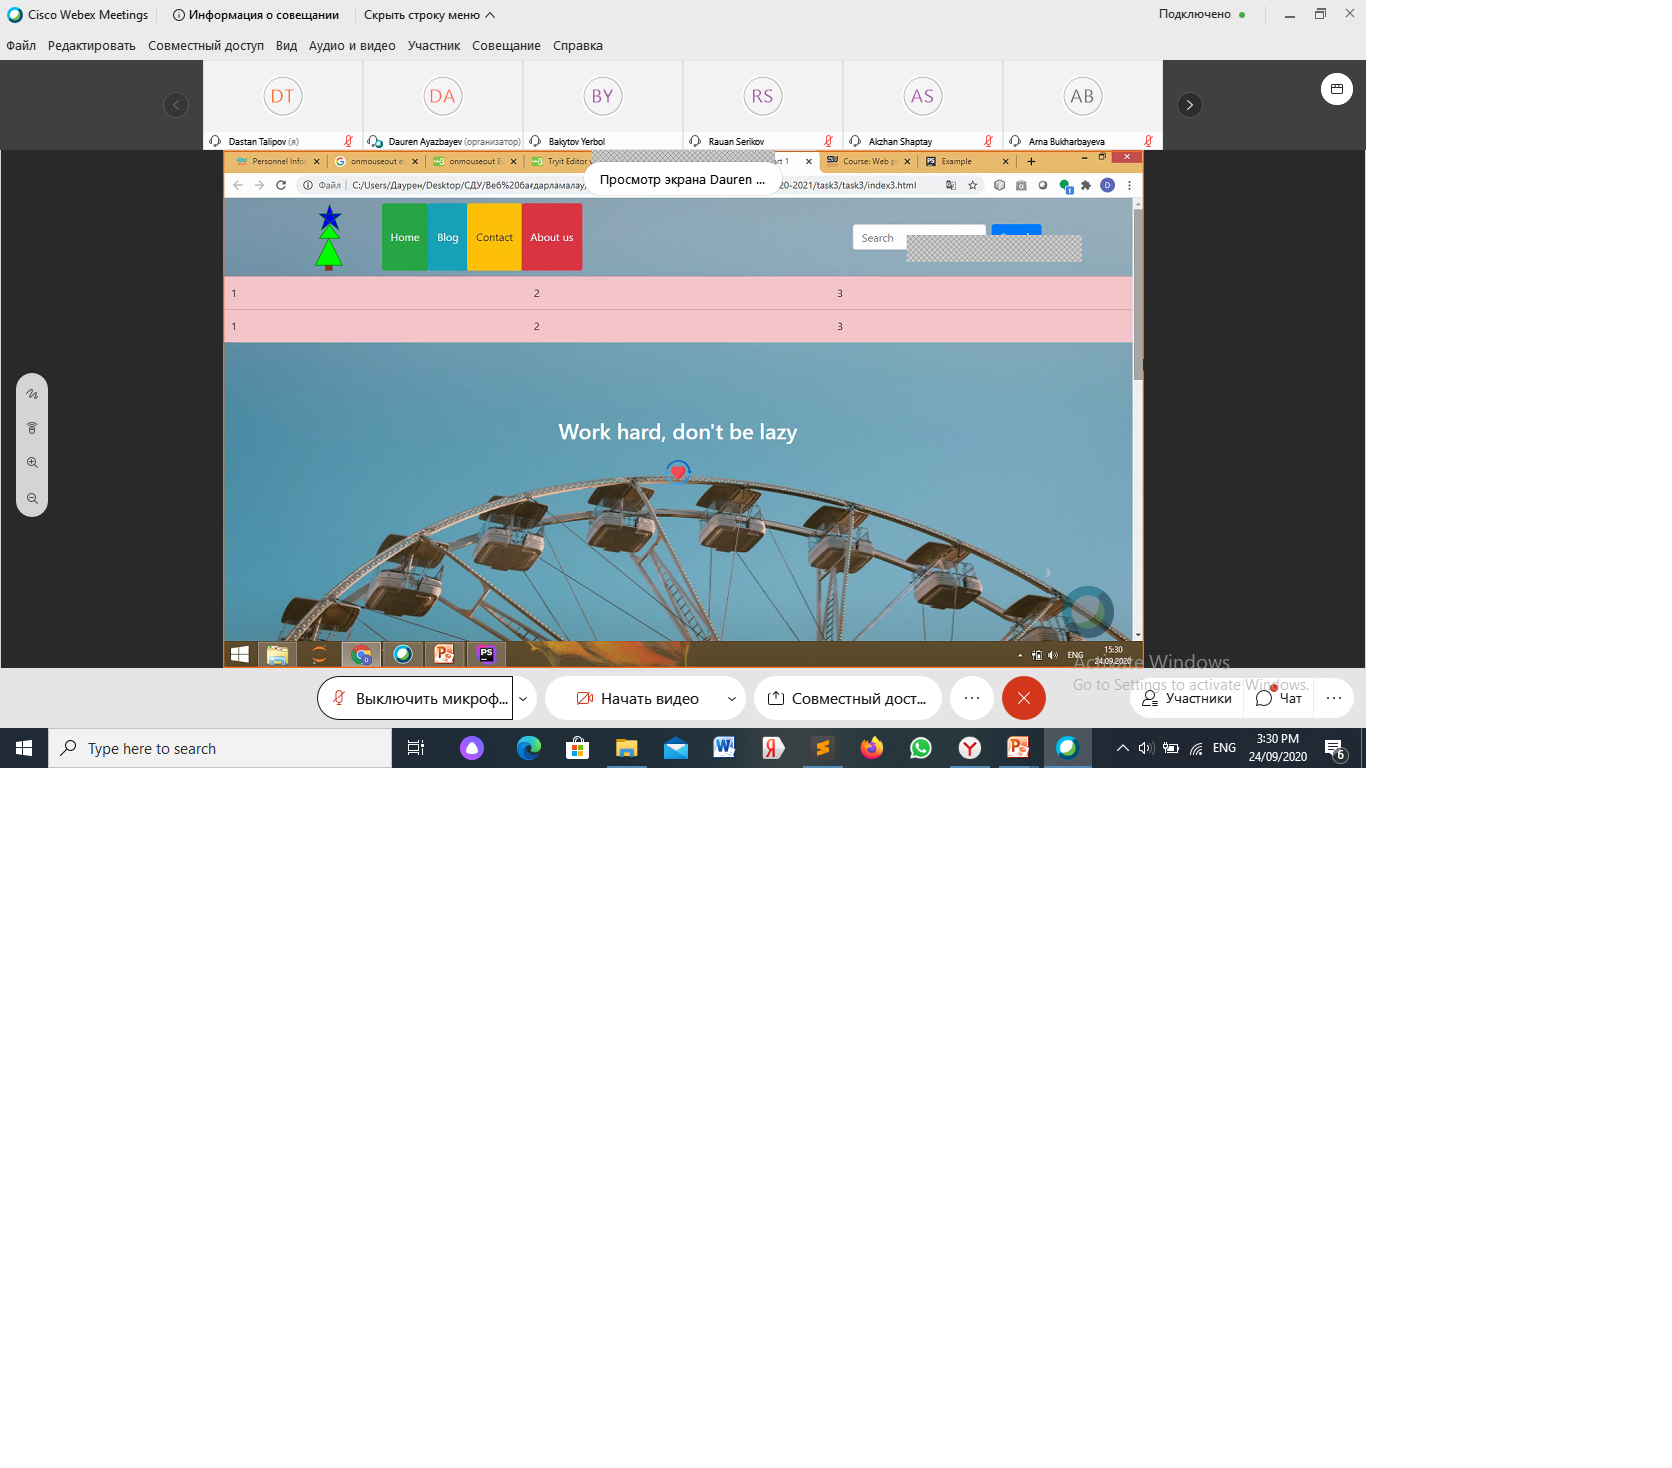 Cisco Webex Meetings Информация о совещании Скрыть строку меню Подключено
Файл Редактировать Совместный доступ Вид Аудио и видео Участник Совещание Справка
DT DA BY RS AS AB
Dastan Talipov (я) Dauren Ayazbayev (организатор) Bakytov Yerbol Rauan Serikov Akzhan Shaptay Arna Bukharbayeva
Personnel Infor onmouseout e onmouseout E Tryit Editor art 1 Course: Web p Example
Просмотр экрана Dauren ...
Файл C:/Users/Даурен/Desktop/СДУ/Веб%20бағдарламалау/ 20-2021/task3/task3/index3.html
Home Blog Contact About us Search
1 2 3
1 2 3
Work hard, don't be lazy
ENG 15:30
24.09.2020
Activate Windows
Go to Settings to activate Windows.
Выключить микроф... Начать видео Совместный дост... Участники Чат
Type here to search ENG 3:30 PM
24/09/2020 6